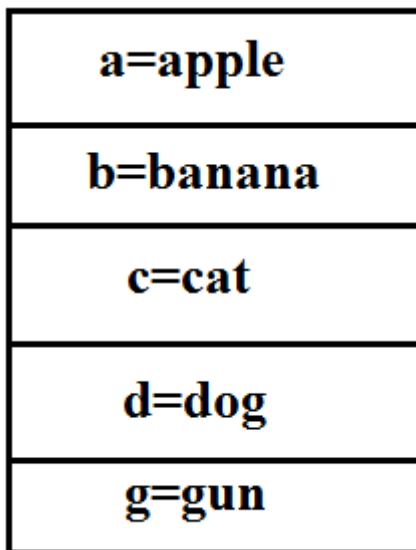 a=apple
b=banana
c=cat
d=dog
g=gun